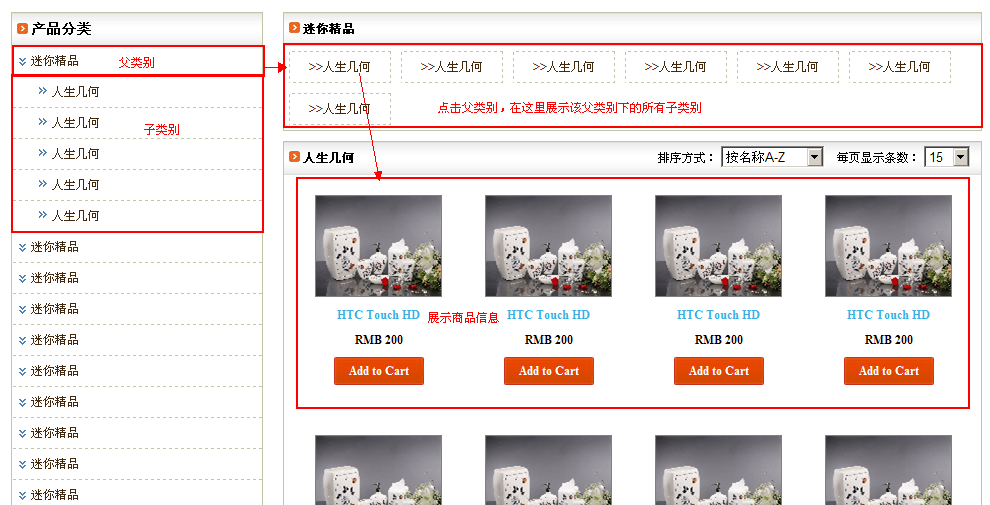 产品分类
迷你精品
父类别
人生几何
人生几何
子类别
人生几何
人生几何
人生几何
迷你精品
迷你精品
迷你精品
迷你精品
迷你精品
迷你精品
迷你精品
迷你精品
迷你精品
迷你精品
>>人生几何 >>人生几何 >>人生几何 >>人生几何 >>人生几何 >>人生几何
>>人生几何
点击父类别，在这里展示该父类别下的所有子类别
人生几何
排序方式： 按名称A-Z 每页显示条数： 15
HTC Touch HD HTC Touch HD HTC Touch HD HTC Touch HD
展示商品信息
RMB 200 RMB 200 RMB 200 RMB 200
Add to Cart Add to Cart Add to Cart Add to Cart